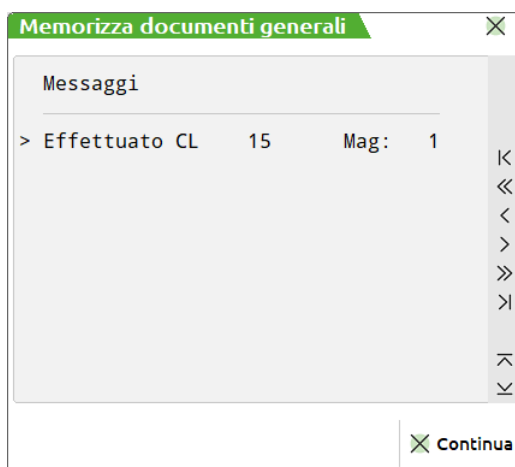 Memorizza documenti generali
Messaggi
> Effettuato CL 15 Mag: 1
Continua